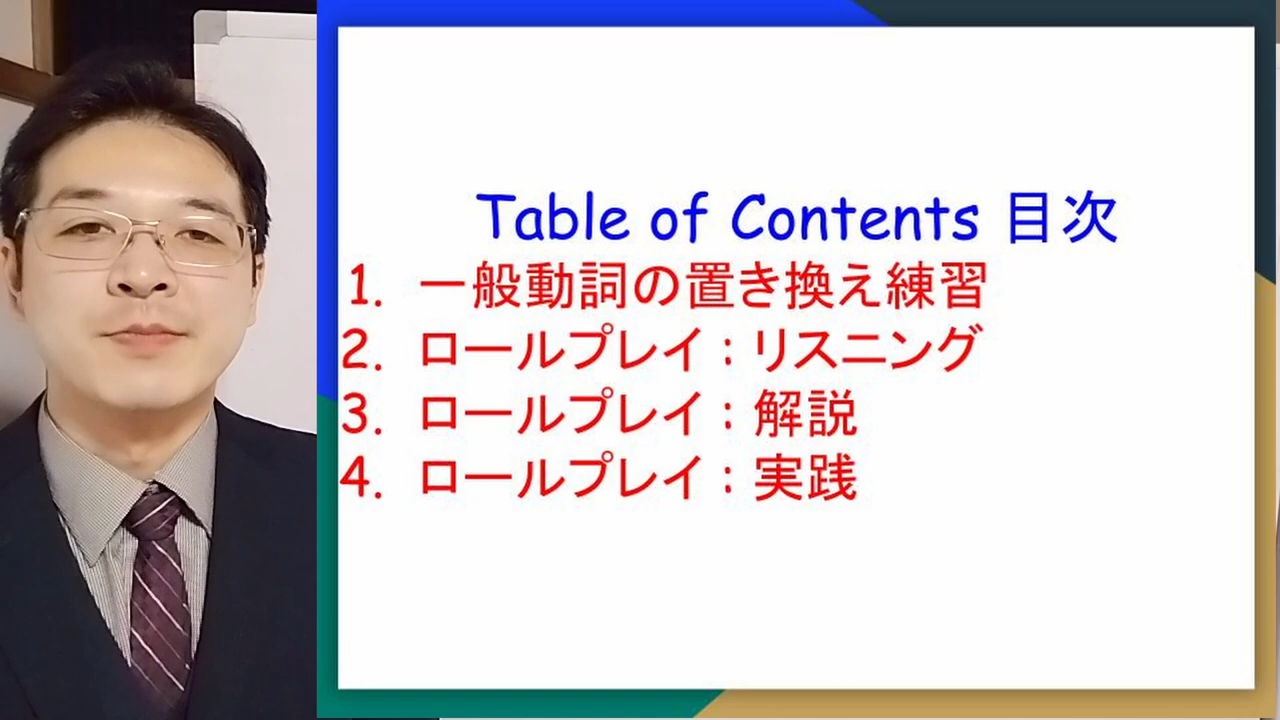 Table of Contents 目次
1. 一般動詞の置き換え練習
2. ロールプレイ：リスニング
3. ロールプレイ：解説
4. ロールプレイ：実践